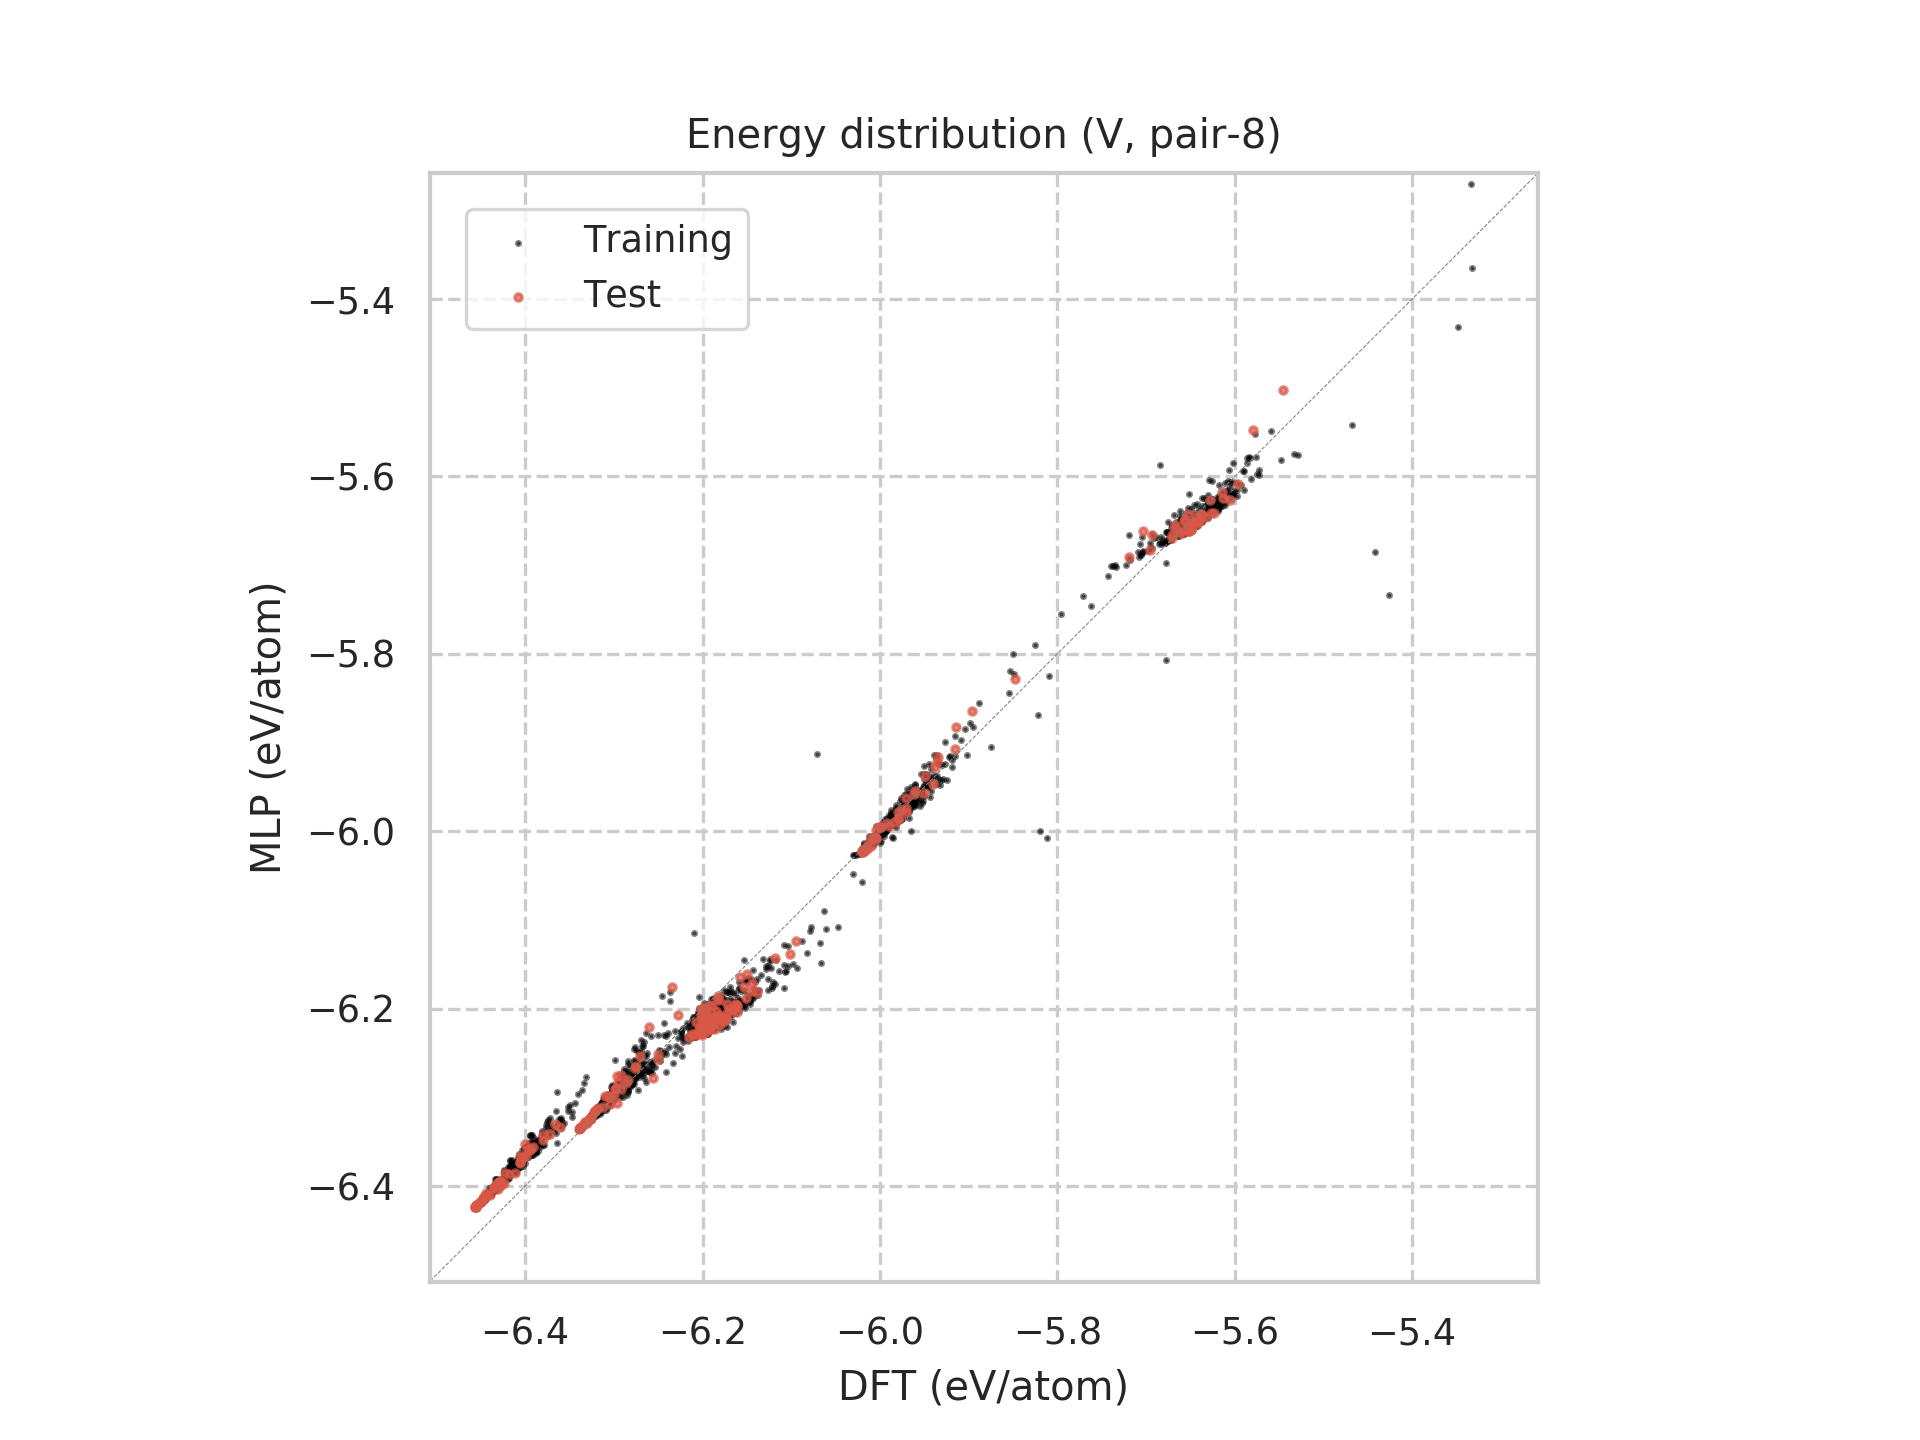 Energy distribution (V, pair-8)
Training
Test
−5.4
−5.6
−5.8
−6.0
−6.2
−6.4
MLP (eV/atom)
−6.4 −6.2 −6.0 −5.8 −5.6 −5.4
DFT (eV/atom)